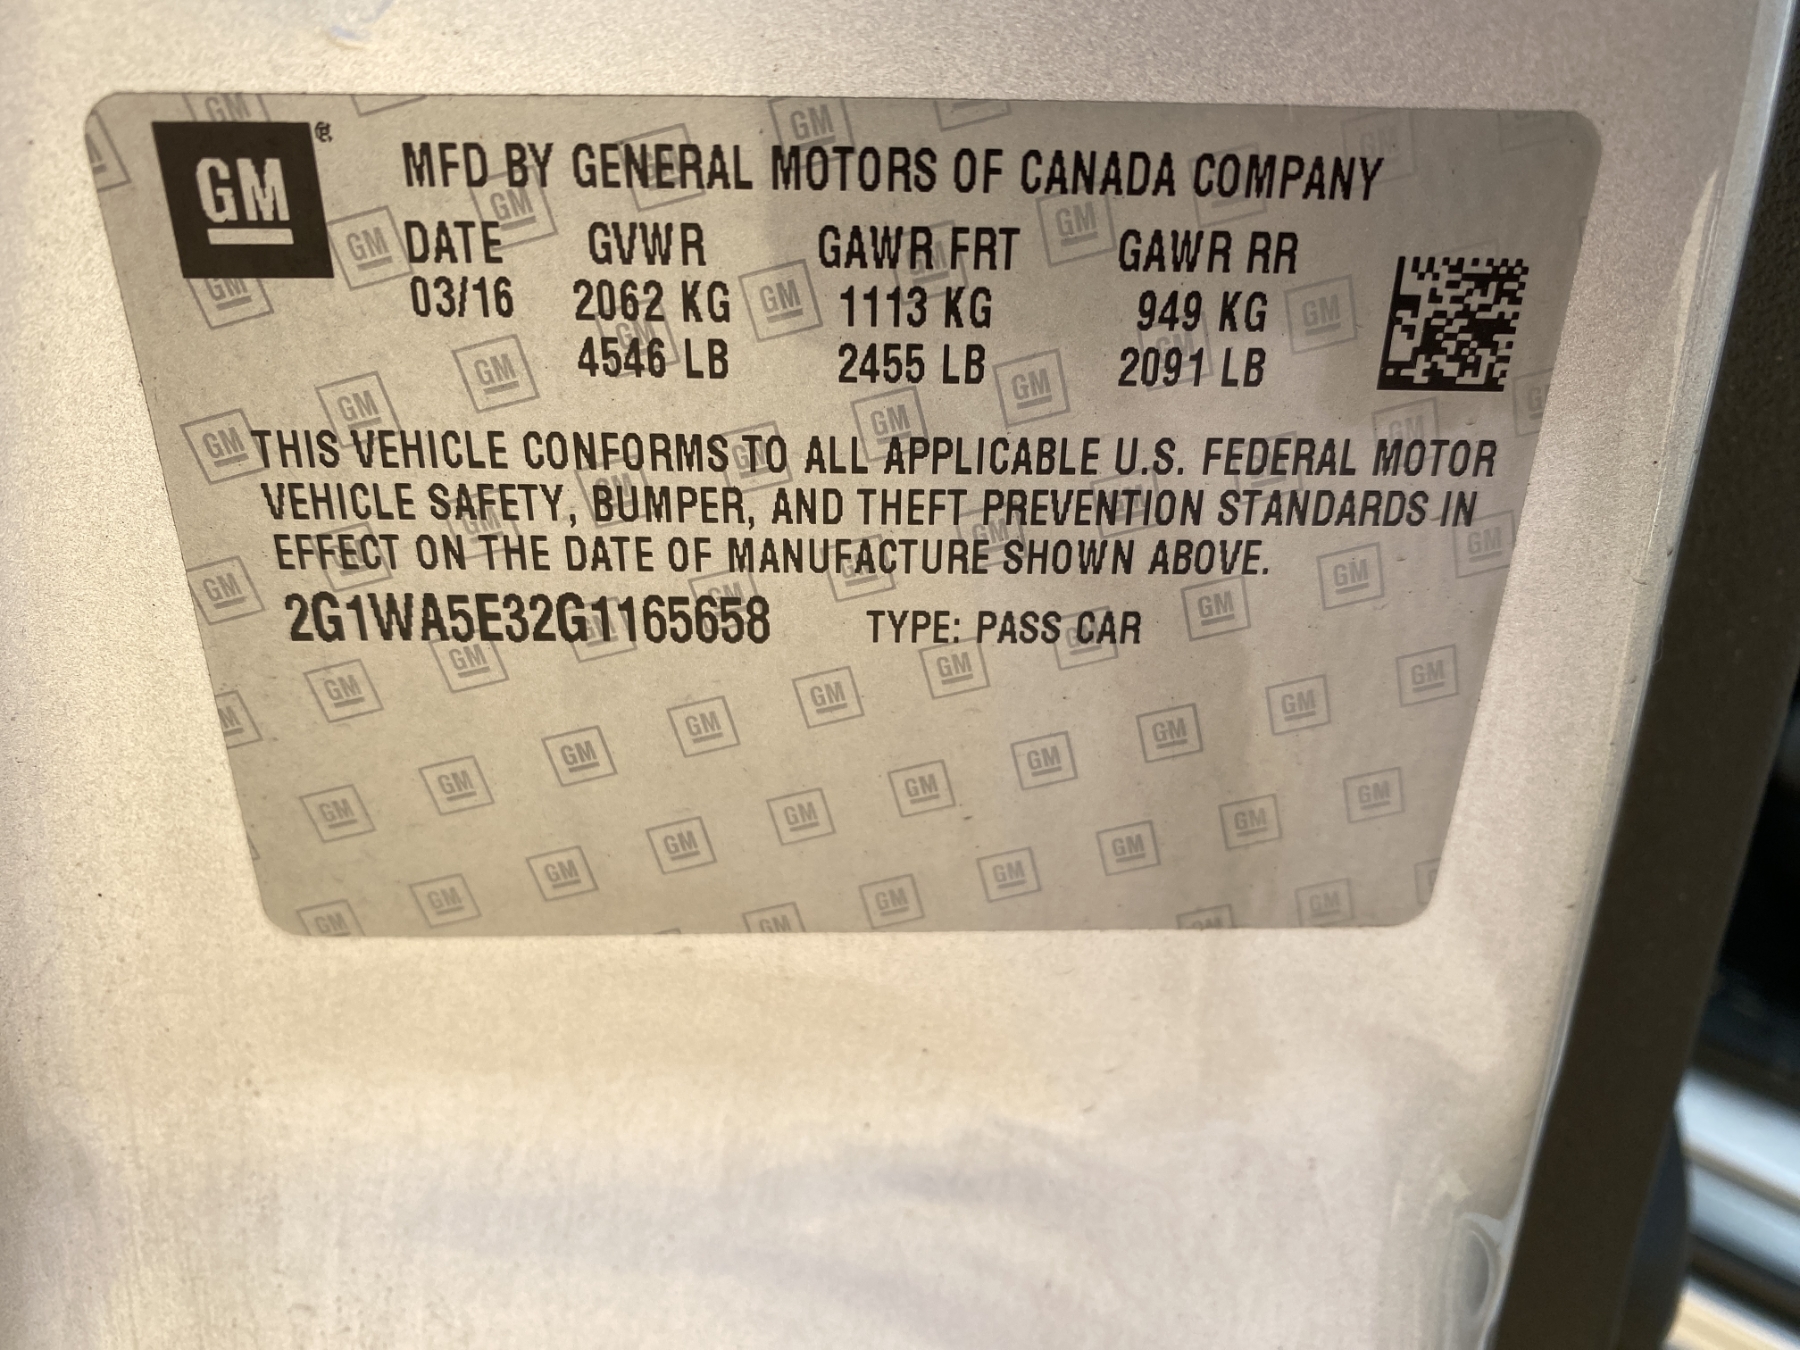 GM®
MFD BY GENERAL MOTORS OF CANADA COMPANY
DATE GVWR GAWR FRT GAWR RR
03/16 2062 KG 1113 KG 949 KG
4546 LB 2455 LB 2091 LB
THIS VEHICLE CONFORMS TO ALL APPLICABLE U.S. FEDERAL MOTOR
VEHICLE SAFETY, BUMPER, AND THEFT PREVENTION STANDARDS IN
EFFECT ON THE DATE OF MANUFACTURE SHOWN ABOVE.
2G1WA5E32G1165658 TYPE: PASS CAR